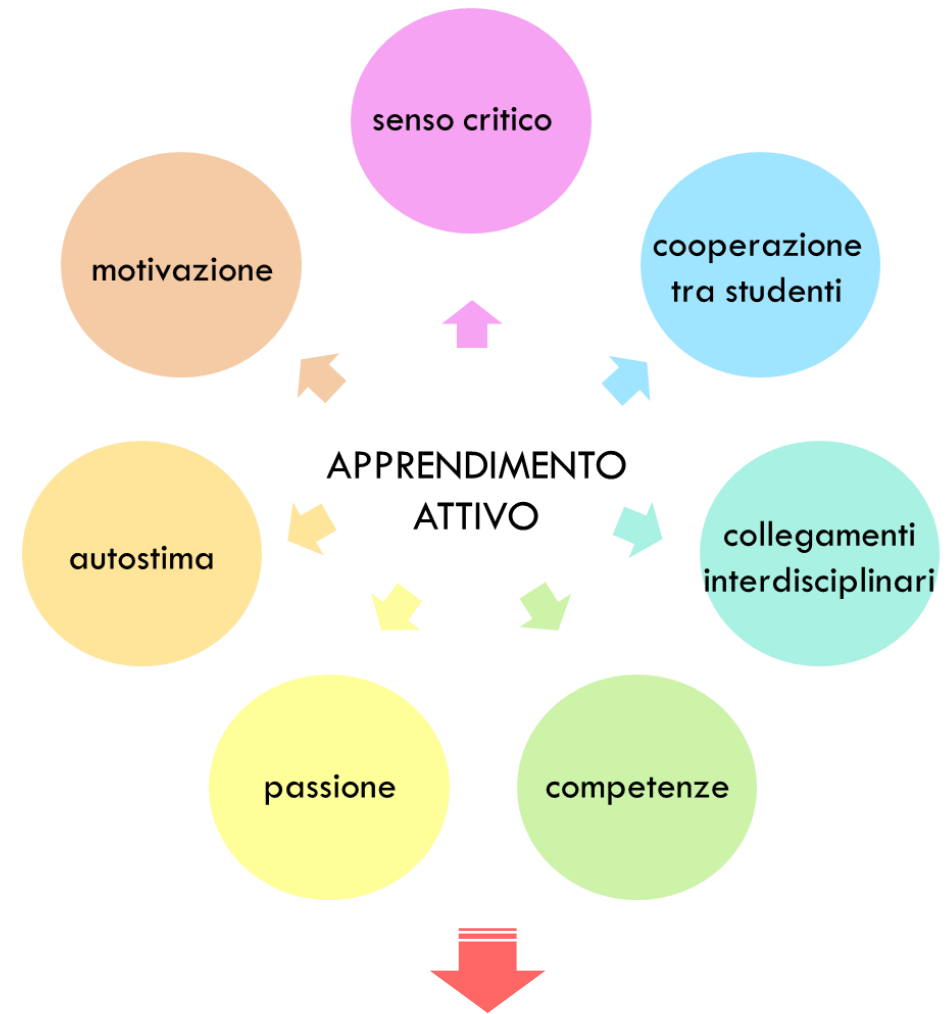 senso critico
cooperazione
tra studenti
motivazione
APPRENDIMENTO
ATTIVO
collegamenti
interdisciplinari
autostima
passione
competenze